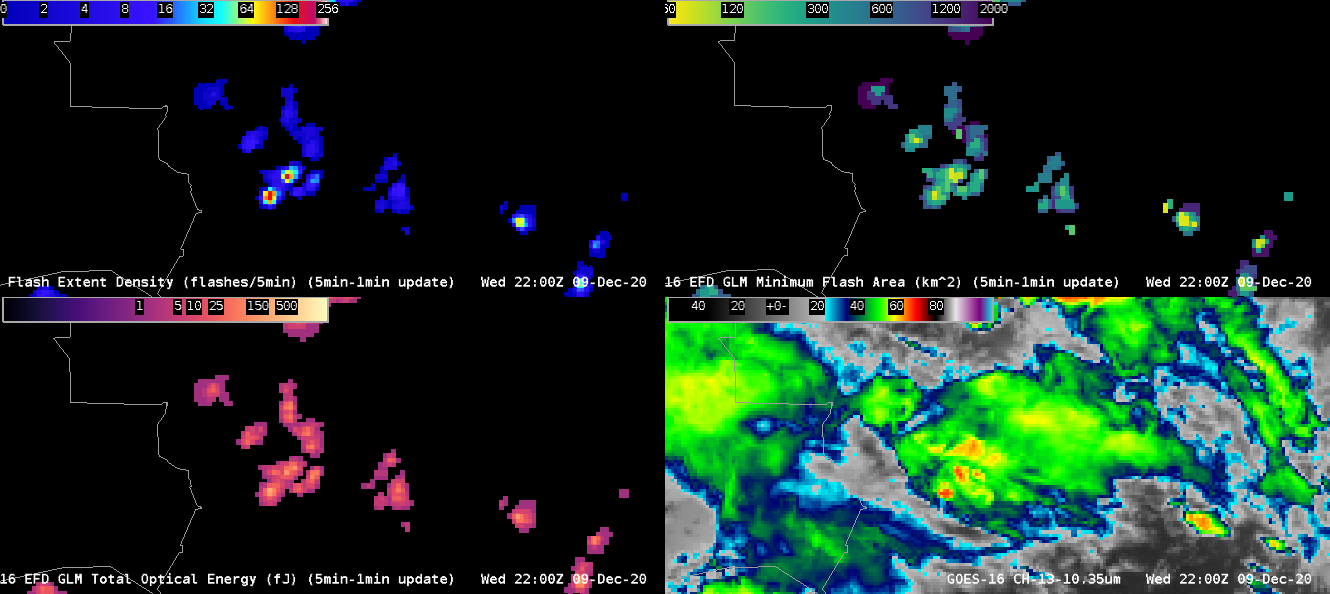 0 2 4 8 16 32 64 128 256
60 120 300 600 1200 2000
Flash Extent Density (flashes/5min) (5min-1min update) Wed 22:00Z 09-Dec-20
16 EFD GLM Minimum Flash Area (km^2) (5min-1min update) Wed 22:00Z 09-Dec-20
1 5 10 25 150 500
40 20 +0- 20 40 60 80
16 EFD GLM Total Optical Energy (fJ) (5min-1min update) Wed 22:00Z 09-Dec-20
GOES-16 CH-13-10.35um Wed 22:00Z 09-Dec-20